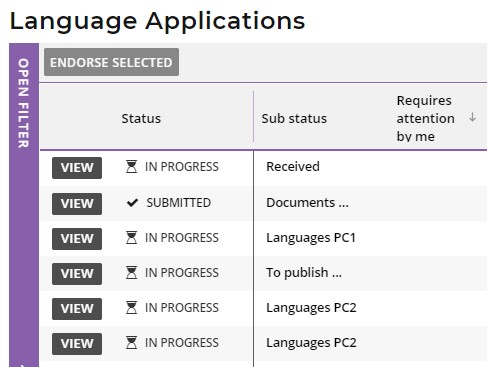 Language Applications
OPEN FILTER
ENDORSE SELECTED
Status
Sub status
Requires
attention
by me
VIEW IN PROGRESS Received
VIEW SUBMITTED Documents ...
VIEW IN PROGRESS Languages PC1
VIEW IN PROGRESS To publish ...
VIEW IN PROGRESS Languages PC2
VIEW IN PROGRESS Languages PC2